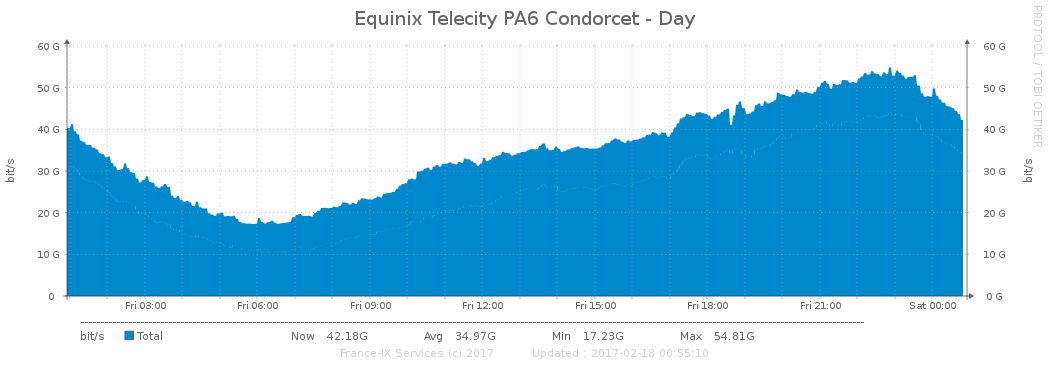 Equinix Telecity PA6 Condorcet - Day
RRDTOOL / TOBI OETIKER
60 G 60 G
50 G 50 G
40 G 40 G
30 G 30 G
20 G 20 G
10 G 10 G
0 0 G
bit/s bit/s
Fri 03:00 Fri 06:00 Fri 09:00 Fri 12:00 Fri 15:00 Fri 18:00 Fri 21:00 Sat 00:00
bit/s Total Now 42.18G Avg 34.97G Min 17.23G Max 54.81G
France-IX Services (c) 2017 Updated : 2017-02-18 00:55:10